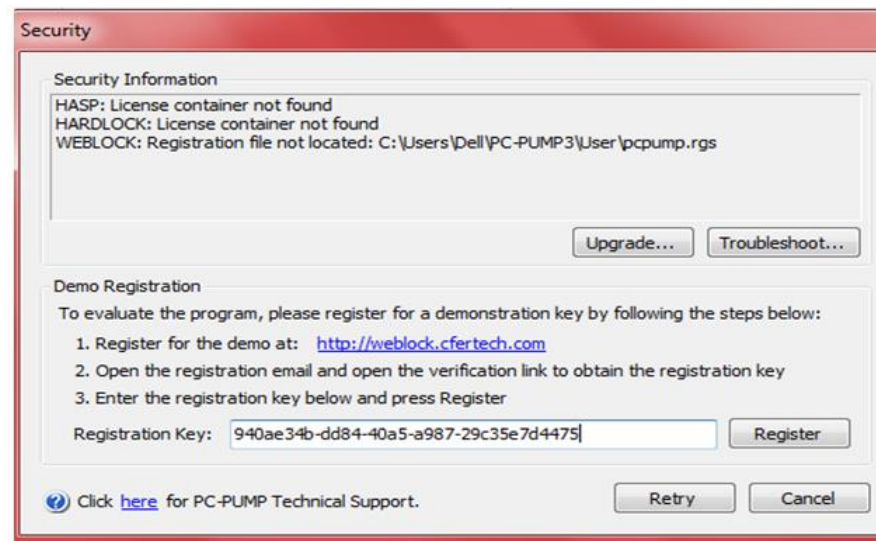 Security
Security Information
HASP: License container not found
HARDLOCK: License container not found
WEBLOCK: Registration file not located: C:\Users\Dell\PC-PUMP3\User\pcpump.rgs
Upgrade... Troubleshoot...
Demo Registration
To evaluate the program, please register for a demonstration key by following the steps below:
1. Register for the demo at: http://weblock.cfertech.com
2. Open the registration email and open the verification link to obtain the registration key
3. Enter the registration key below and press Register
Registration Key: 940ae34b-dd84-40a5-a987-29c35e7d4475 Register
Click here for PC-PUMP Technical Support. Retry Cancel